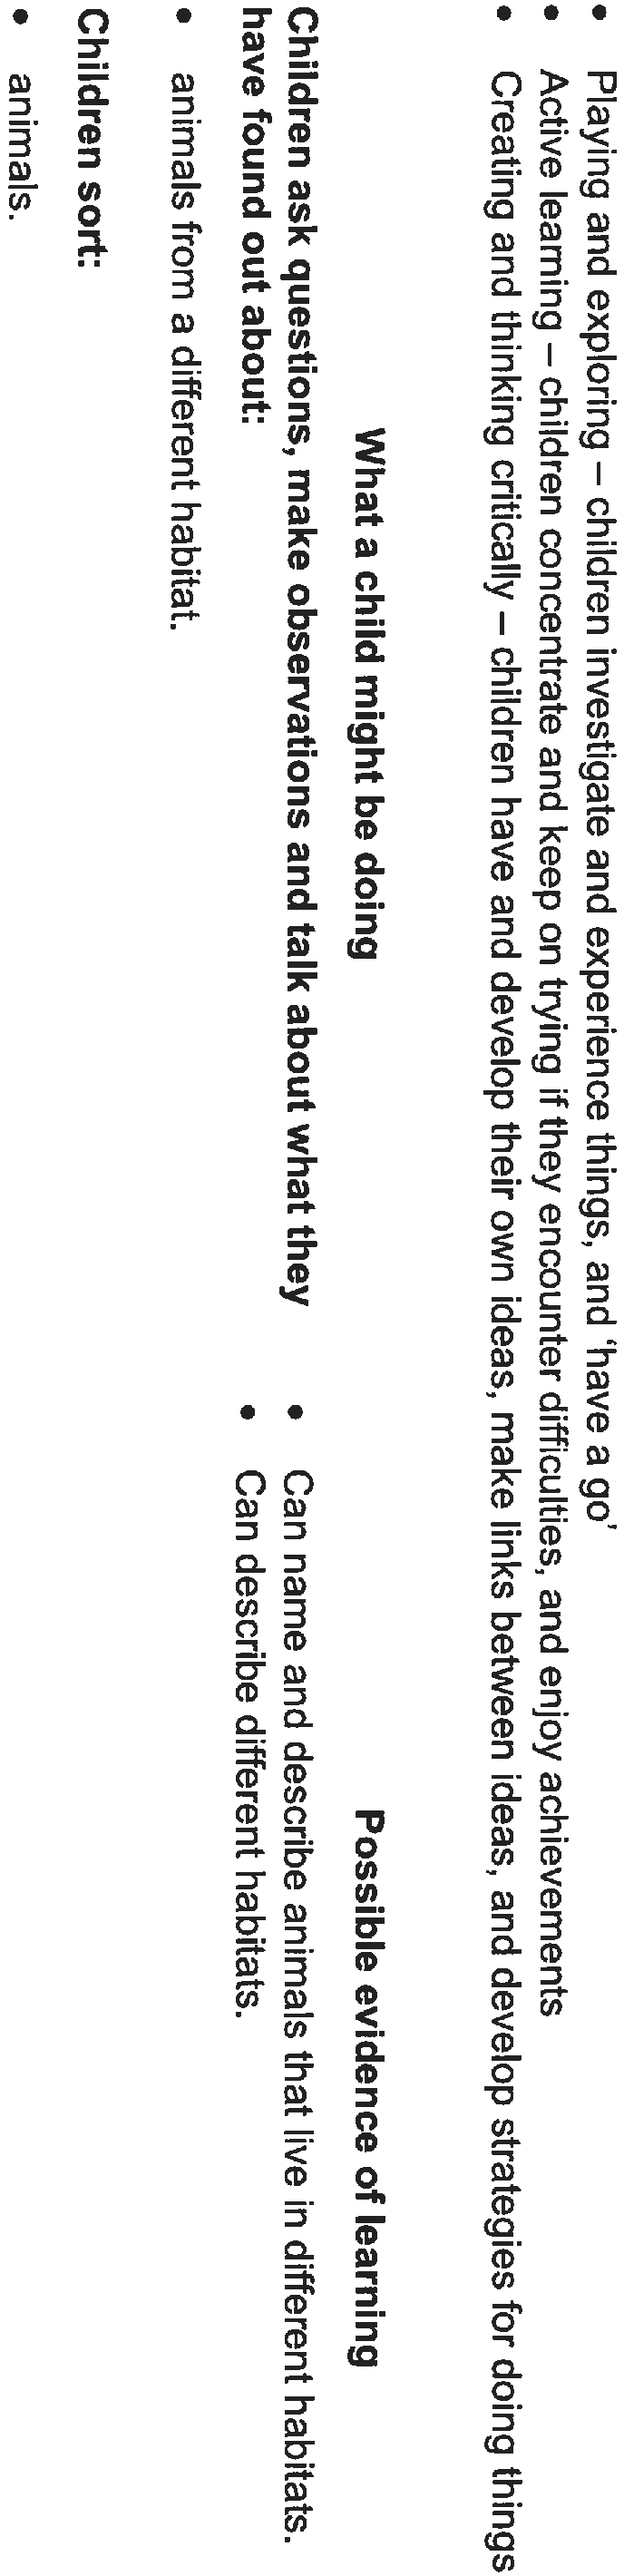 • Playing and exploring – children investigate and experience things, and ‘have a go’
• Active learning – children concentrate and keep on trying if they encounter difficulties, and enjoy achievements
• Creating and thinking critically – children have and develop their own ideas, make links between ideas, and develop strategies for doing things
What a child might be doing
Children ask questions, make observations and talk about what they
have found out about:
• animals from a different habitat.
Children sort:
• animals.
Possible evidence of learning
• Can name and describe animals that live in different habitats.
• Can describe different habitats.